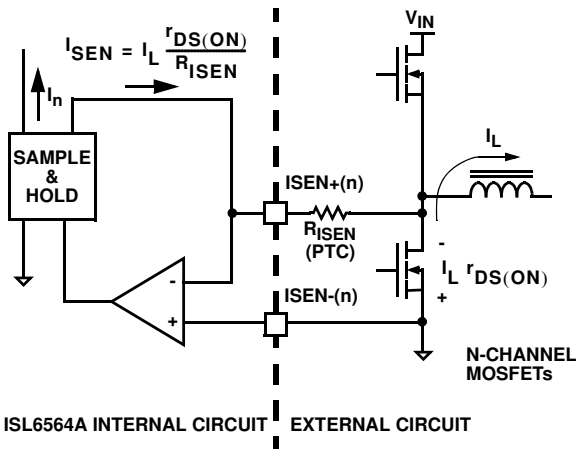 I_SEN = I_L r_DS(ON) / R_ISEN
V_IN
I_n
I_L
SAMPLE
&
HOLD
ISEN+(n)
R_ISEN
(PTC)
-
I_L r_DS(ON)
+
-
+
ISEN-(n)
N-CHANNEL
MOSFETs
ISL6564A INTERNAL CIRCUIT
EXTERNAL CIRCUIT